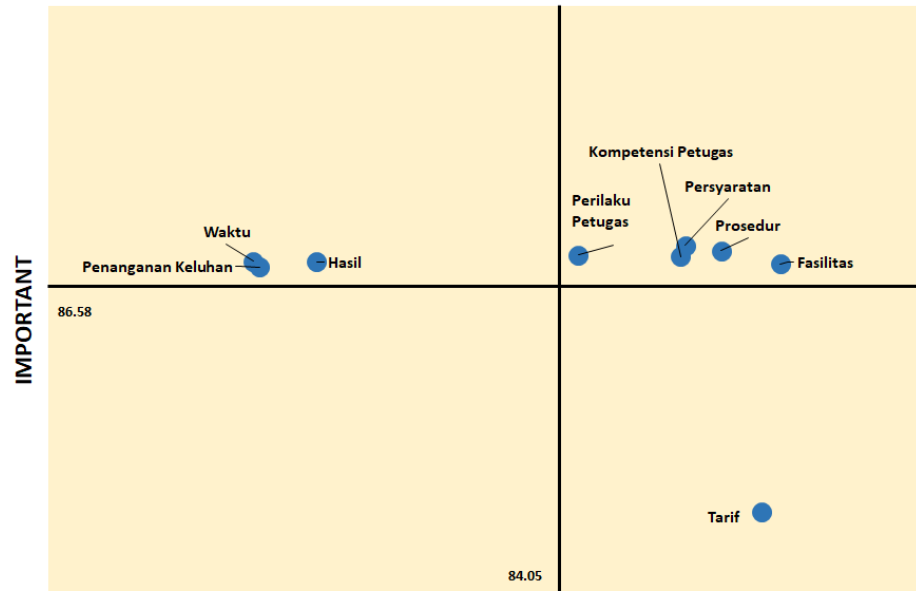 Kompetensi Petugas
Persyaratan
Perilaku
Petugas
Prosedur
Waktu
Penanganan Keluhan
Hasil
Fasilitas
86.58
IMPORTANT
Tarif
84.05